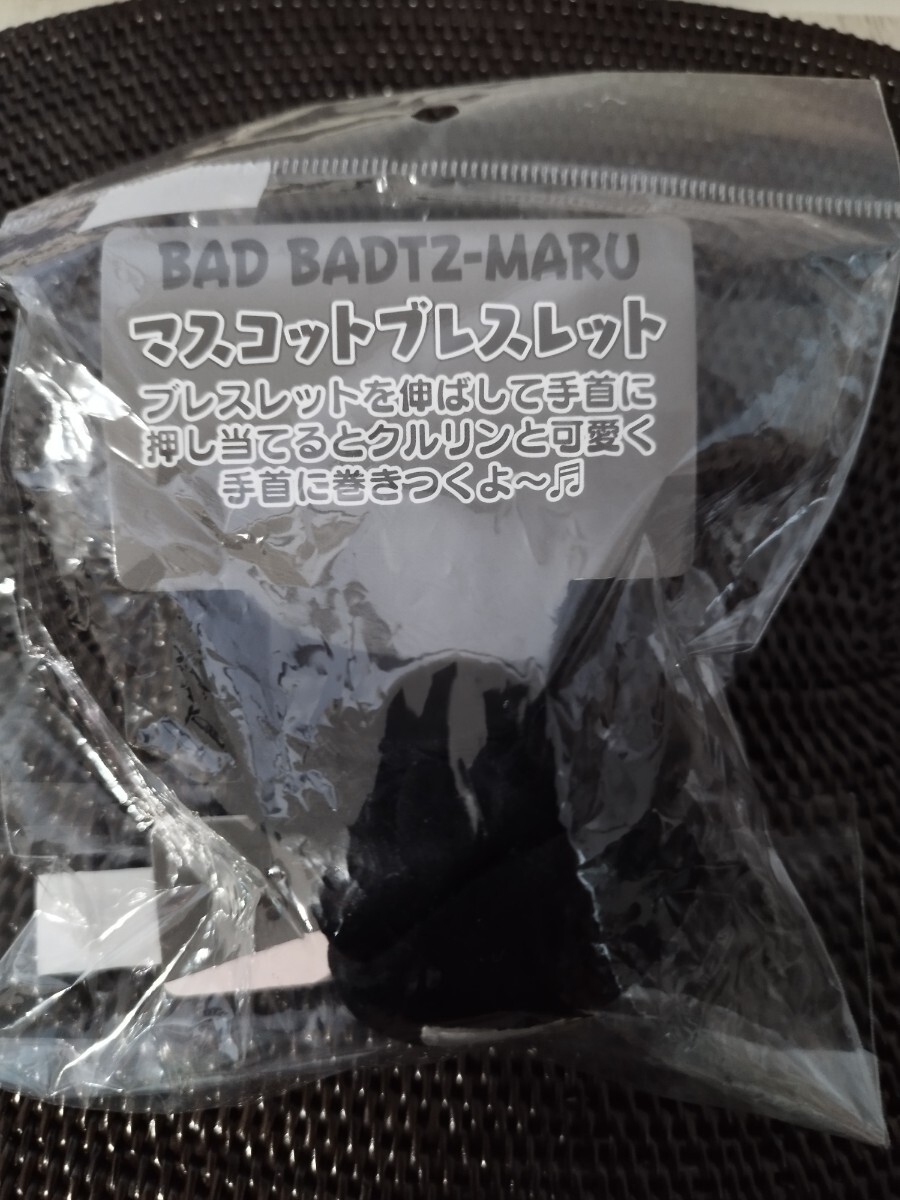 BAD BADTZ-MARU
マスコットブレスレット
ブレスレットを伸ばして手首に
押し当てるとクルリンと可愛く
手首に巻きつくよ～♬